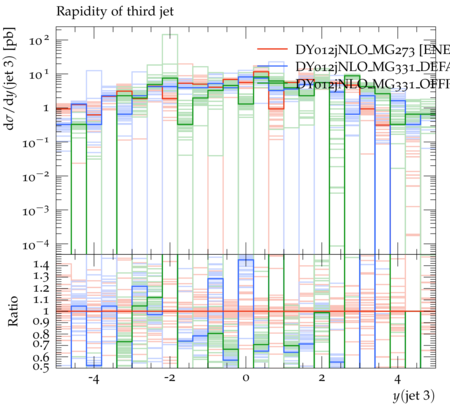 Rapidity of third jet
dσ/dy(jet 3) [pb]
10²
10¹
1
10⁻¹
10⁻²
10⁻³
10⁻⁴
DY012jNLO_MG273 [ENE
DY012jNLO_MG331_DEFA
DY012jNLO_MG331_OFFI
Ratio
1.4
1.3
1.2
1.1
1
0.9
0.8
0.7
0.6
0.5
-4 -2 0 2 4
y(jet 3)